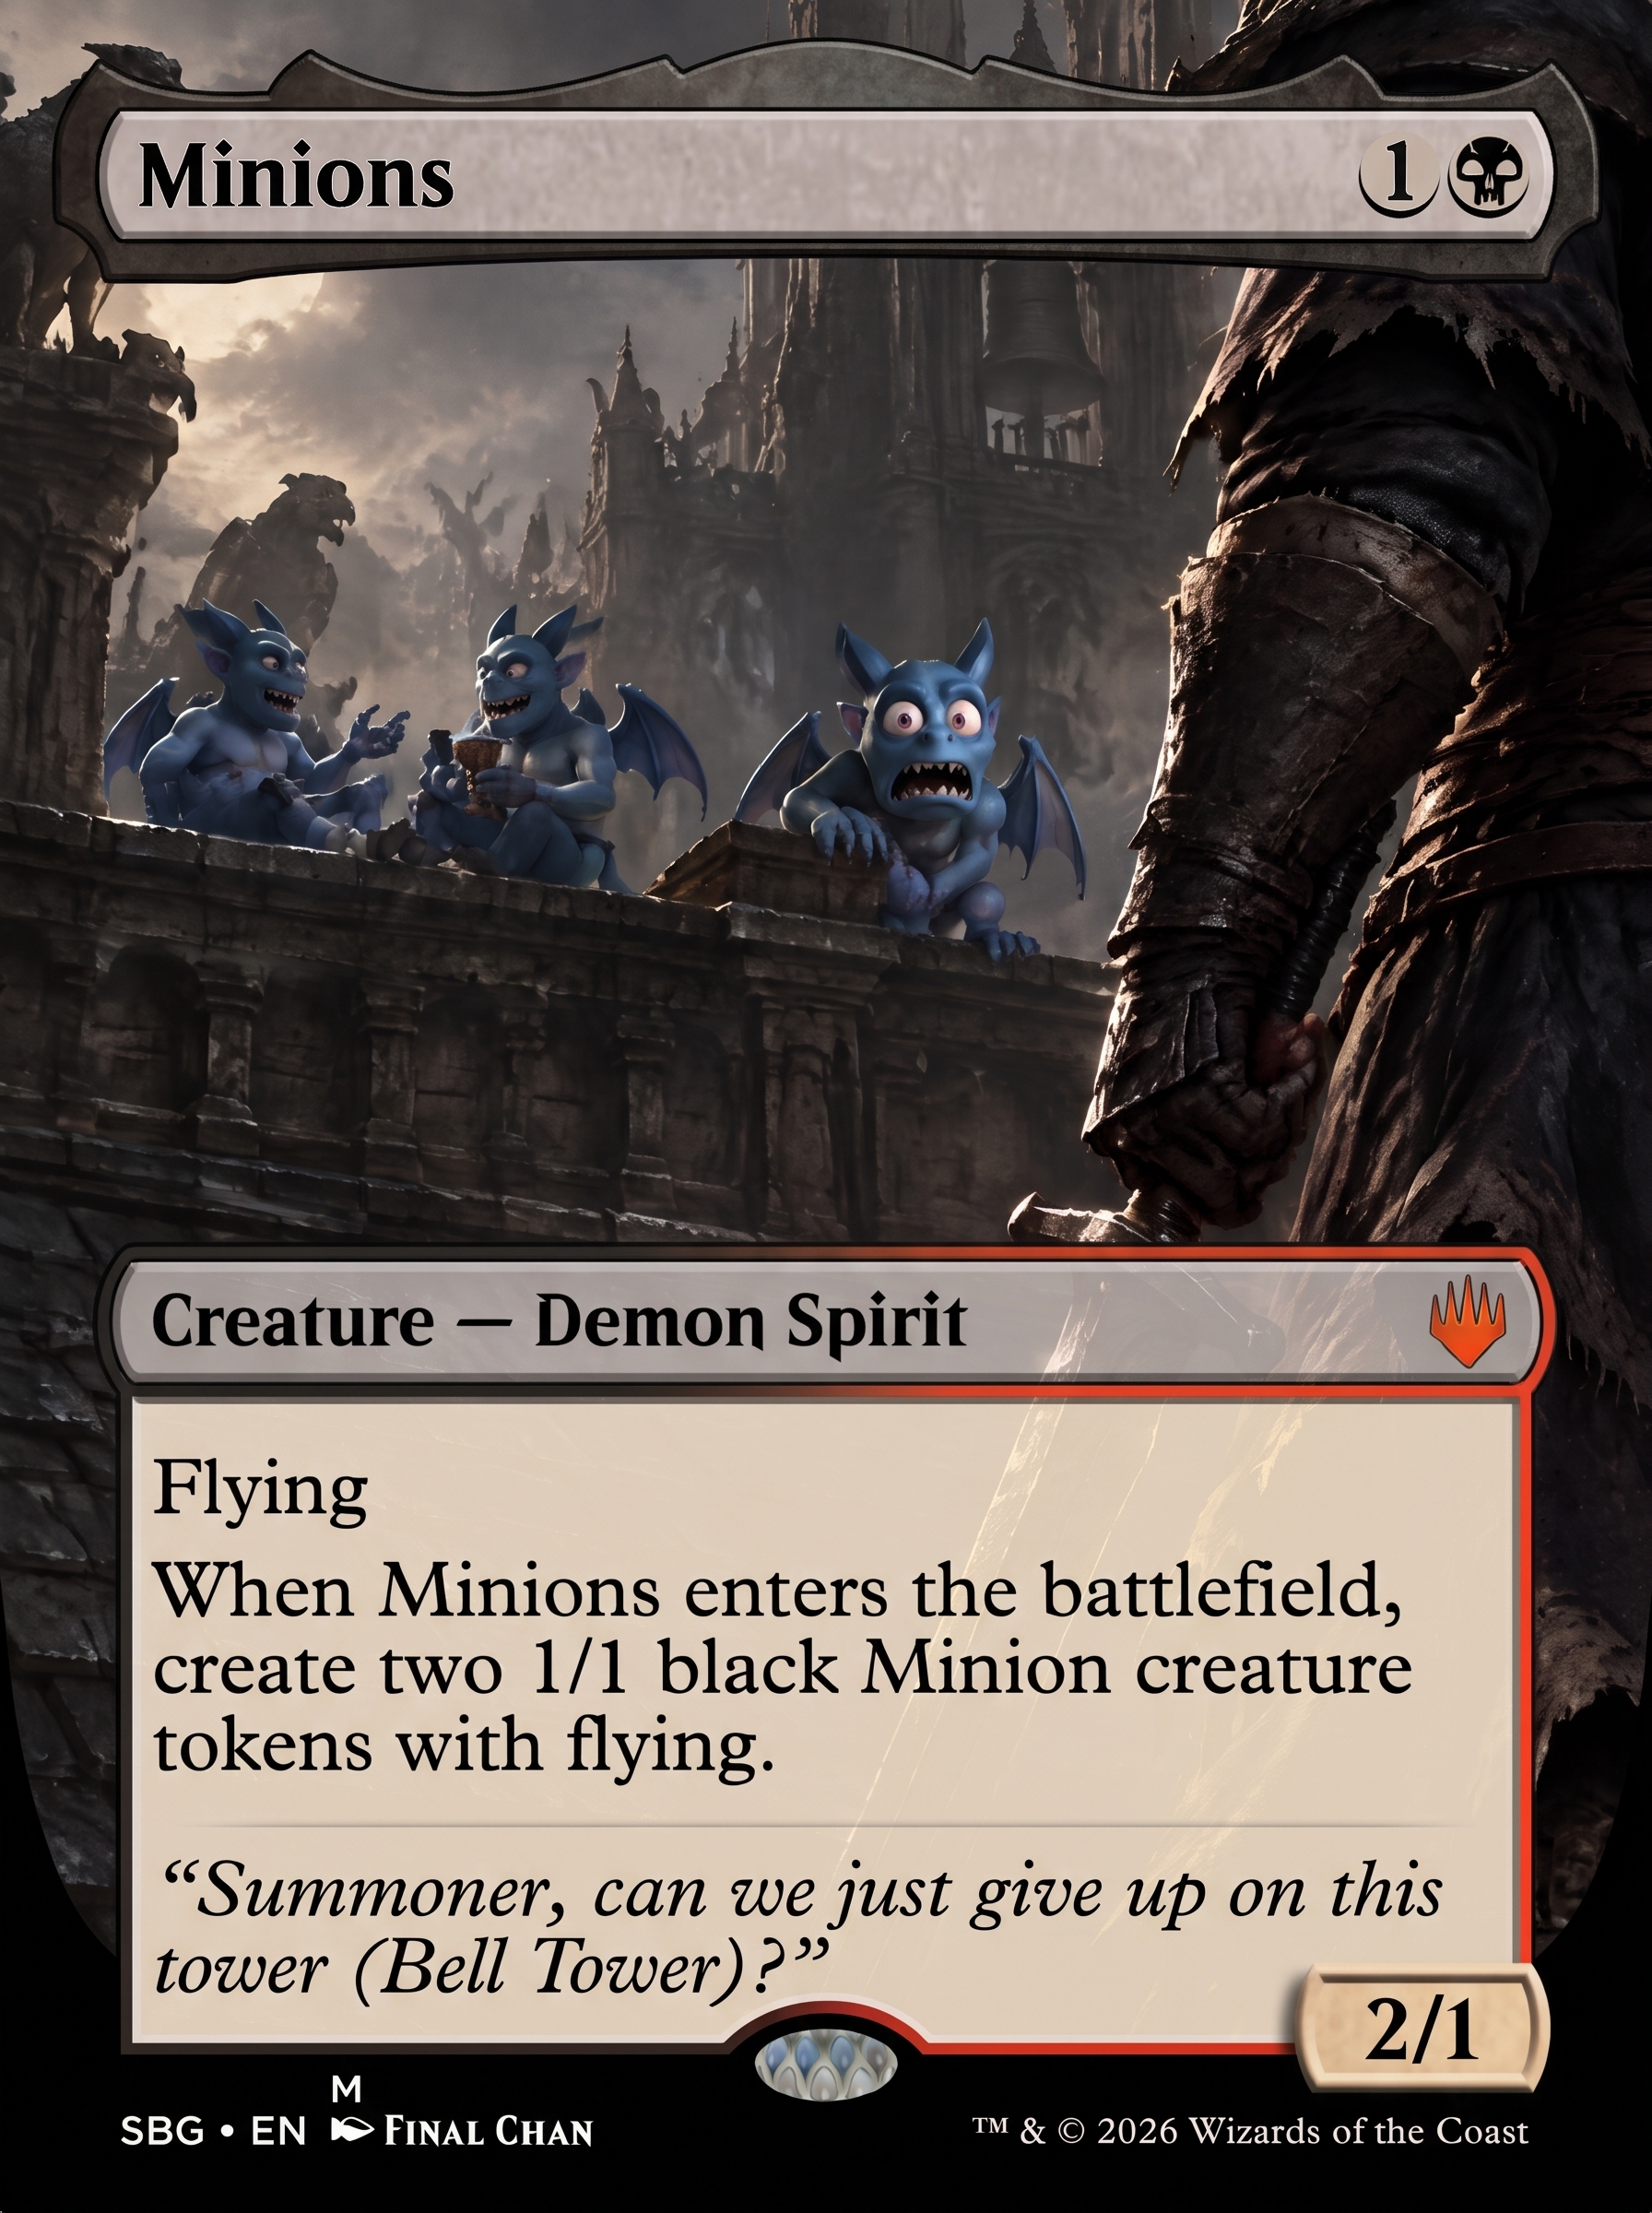 Minions 1
Creature — Demon Spirit
Flying
When Minions enters the battlefield,
create two 1/1 black Minion creature
tokens with flying.
“Summoner, can we just give up on this
tower (Bell Tower)?”
2/1
M
SBG • EN FINAL CHAN
™ & © 2026 Wizards of the Coast